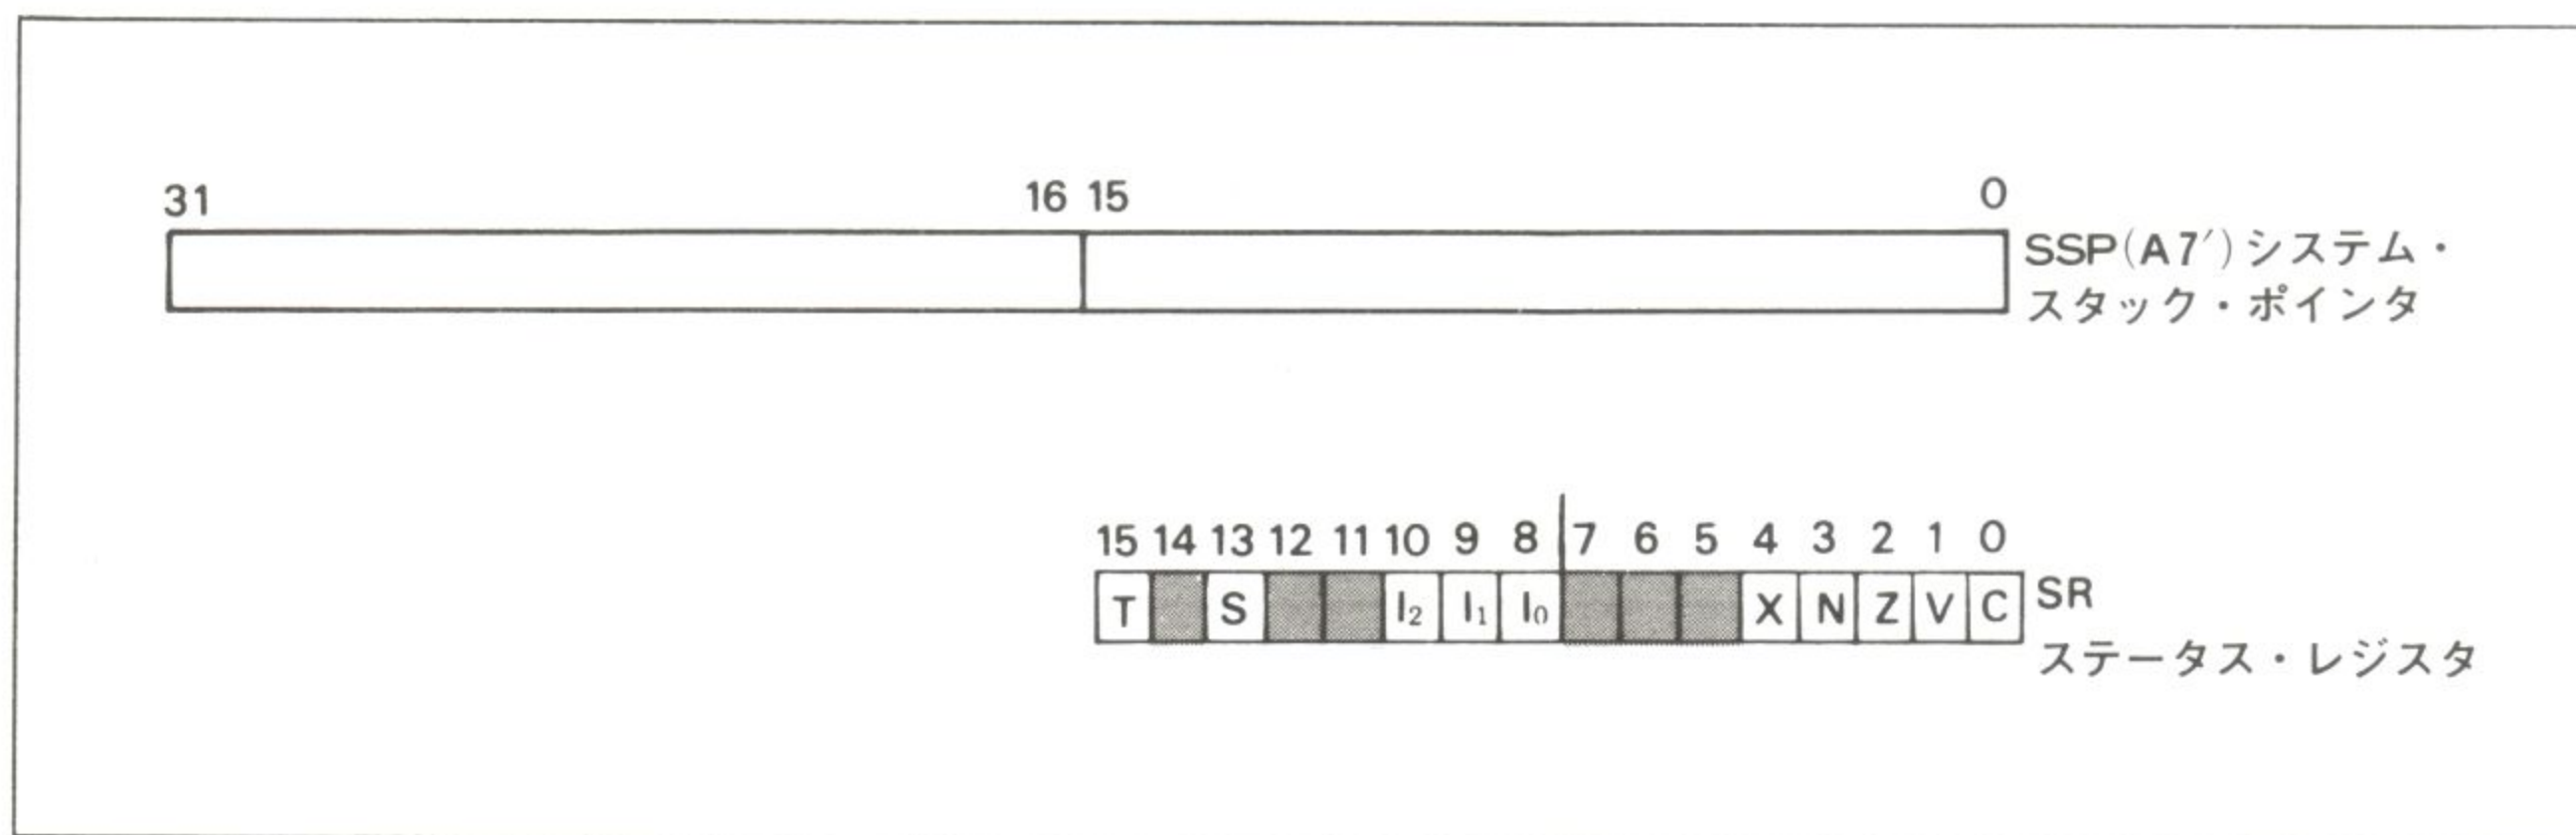 31 16 15 0
SSP(A7′)システム・
スタック・ポインタ
15 14 13 12 11 10 9 8 7 6 5 4 3 2 1 0
T S I₂ I₁ I₀ X N Z V C SR
ステータス・レジスタ